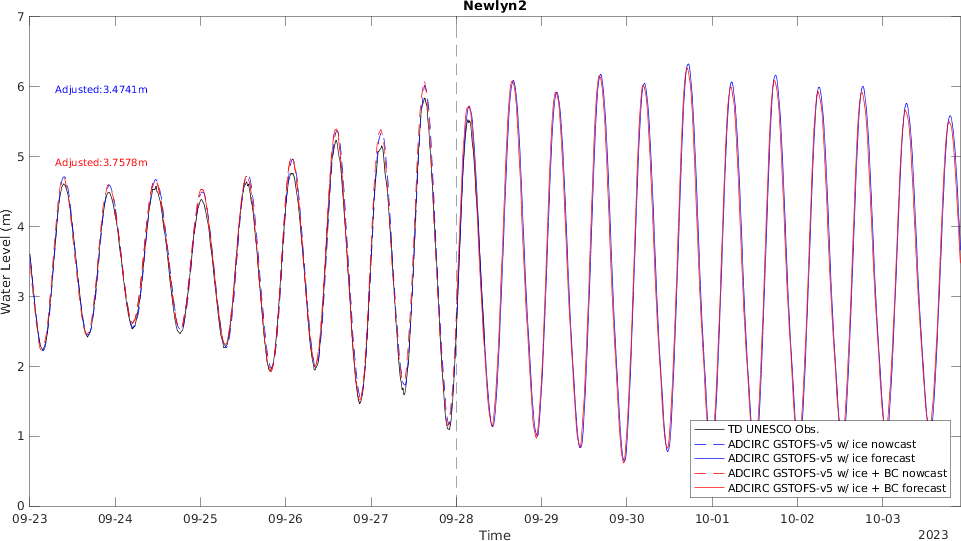 Newlyn2
7
6
5
4
3
2
1
0
Water Level (m)
Adjusted:3.4741m
Adjusted:3.7578m
TD UNESCO Obs.
ADCIRC GSTOFS-v5 w/ ice nowcast
ADCIRC GSTOFS-v5 w/ ice forecast
ADCIRC GSTOFS-v5 w/ ice + BC nowcast
ADCIRC GSTOFS-v5 w/ ice + BC forecast
09-23 09-24 09-25 09-26 09-27 09-28 09-29 09-30 10-01 10-02 10-03
Time
2023